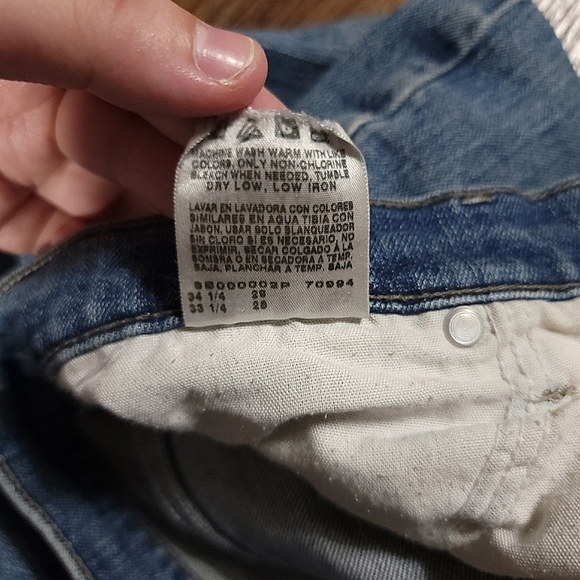 MACHINE WASH WARM WITH LIKE
COLORS, ONLY NON-CHLORINE
BLEACH WHEN NEEDED, TUMBLE
DRY LOW, LOW IRON
LAVAR EN LAVADORA CON COLORES
SIMILARES EN AGUA TIBIA CON
JABON. USAR SOLO BLANQUEADOR
SIN CLORO SI ES NECESARIO, NO
EXPRIMIR, SECAR COLGADO A LA
SOMBRA O EN SECADORA A TEMP.
BAJA, PLANCHAR A TEMP. BAJA
70994
34 1/4 29
33 1/4 28